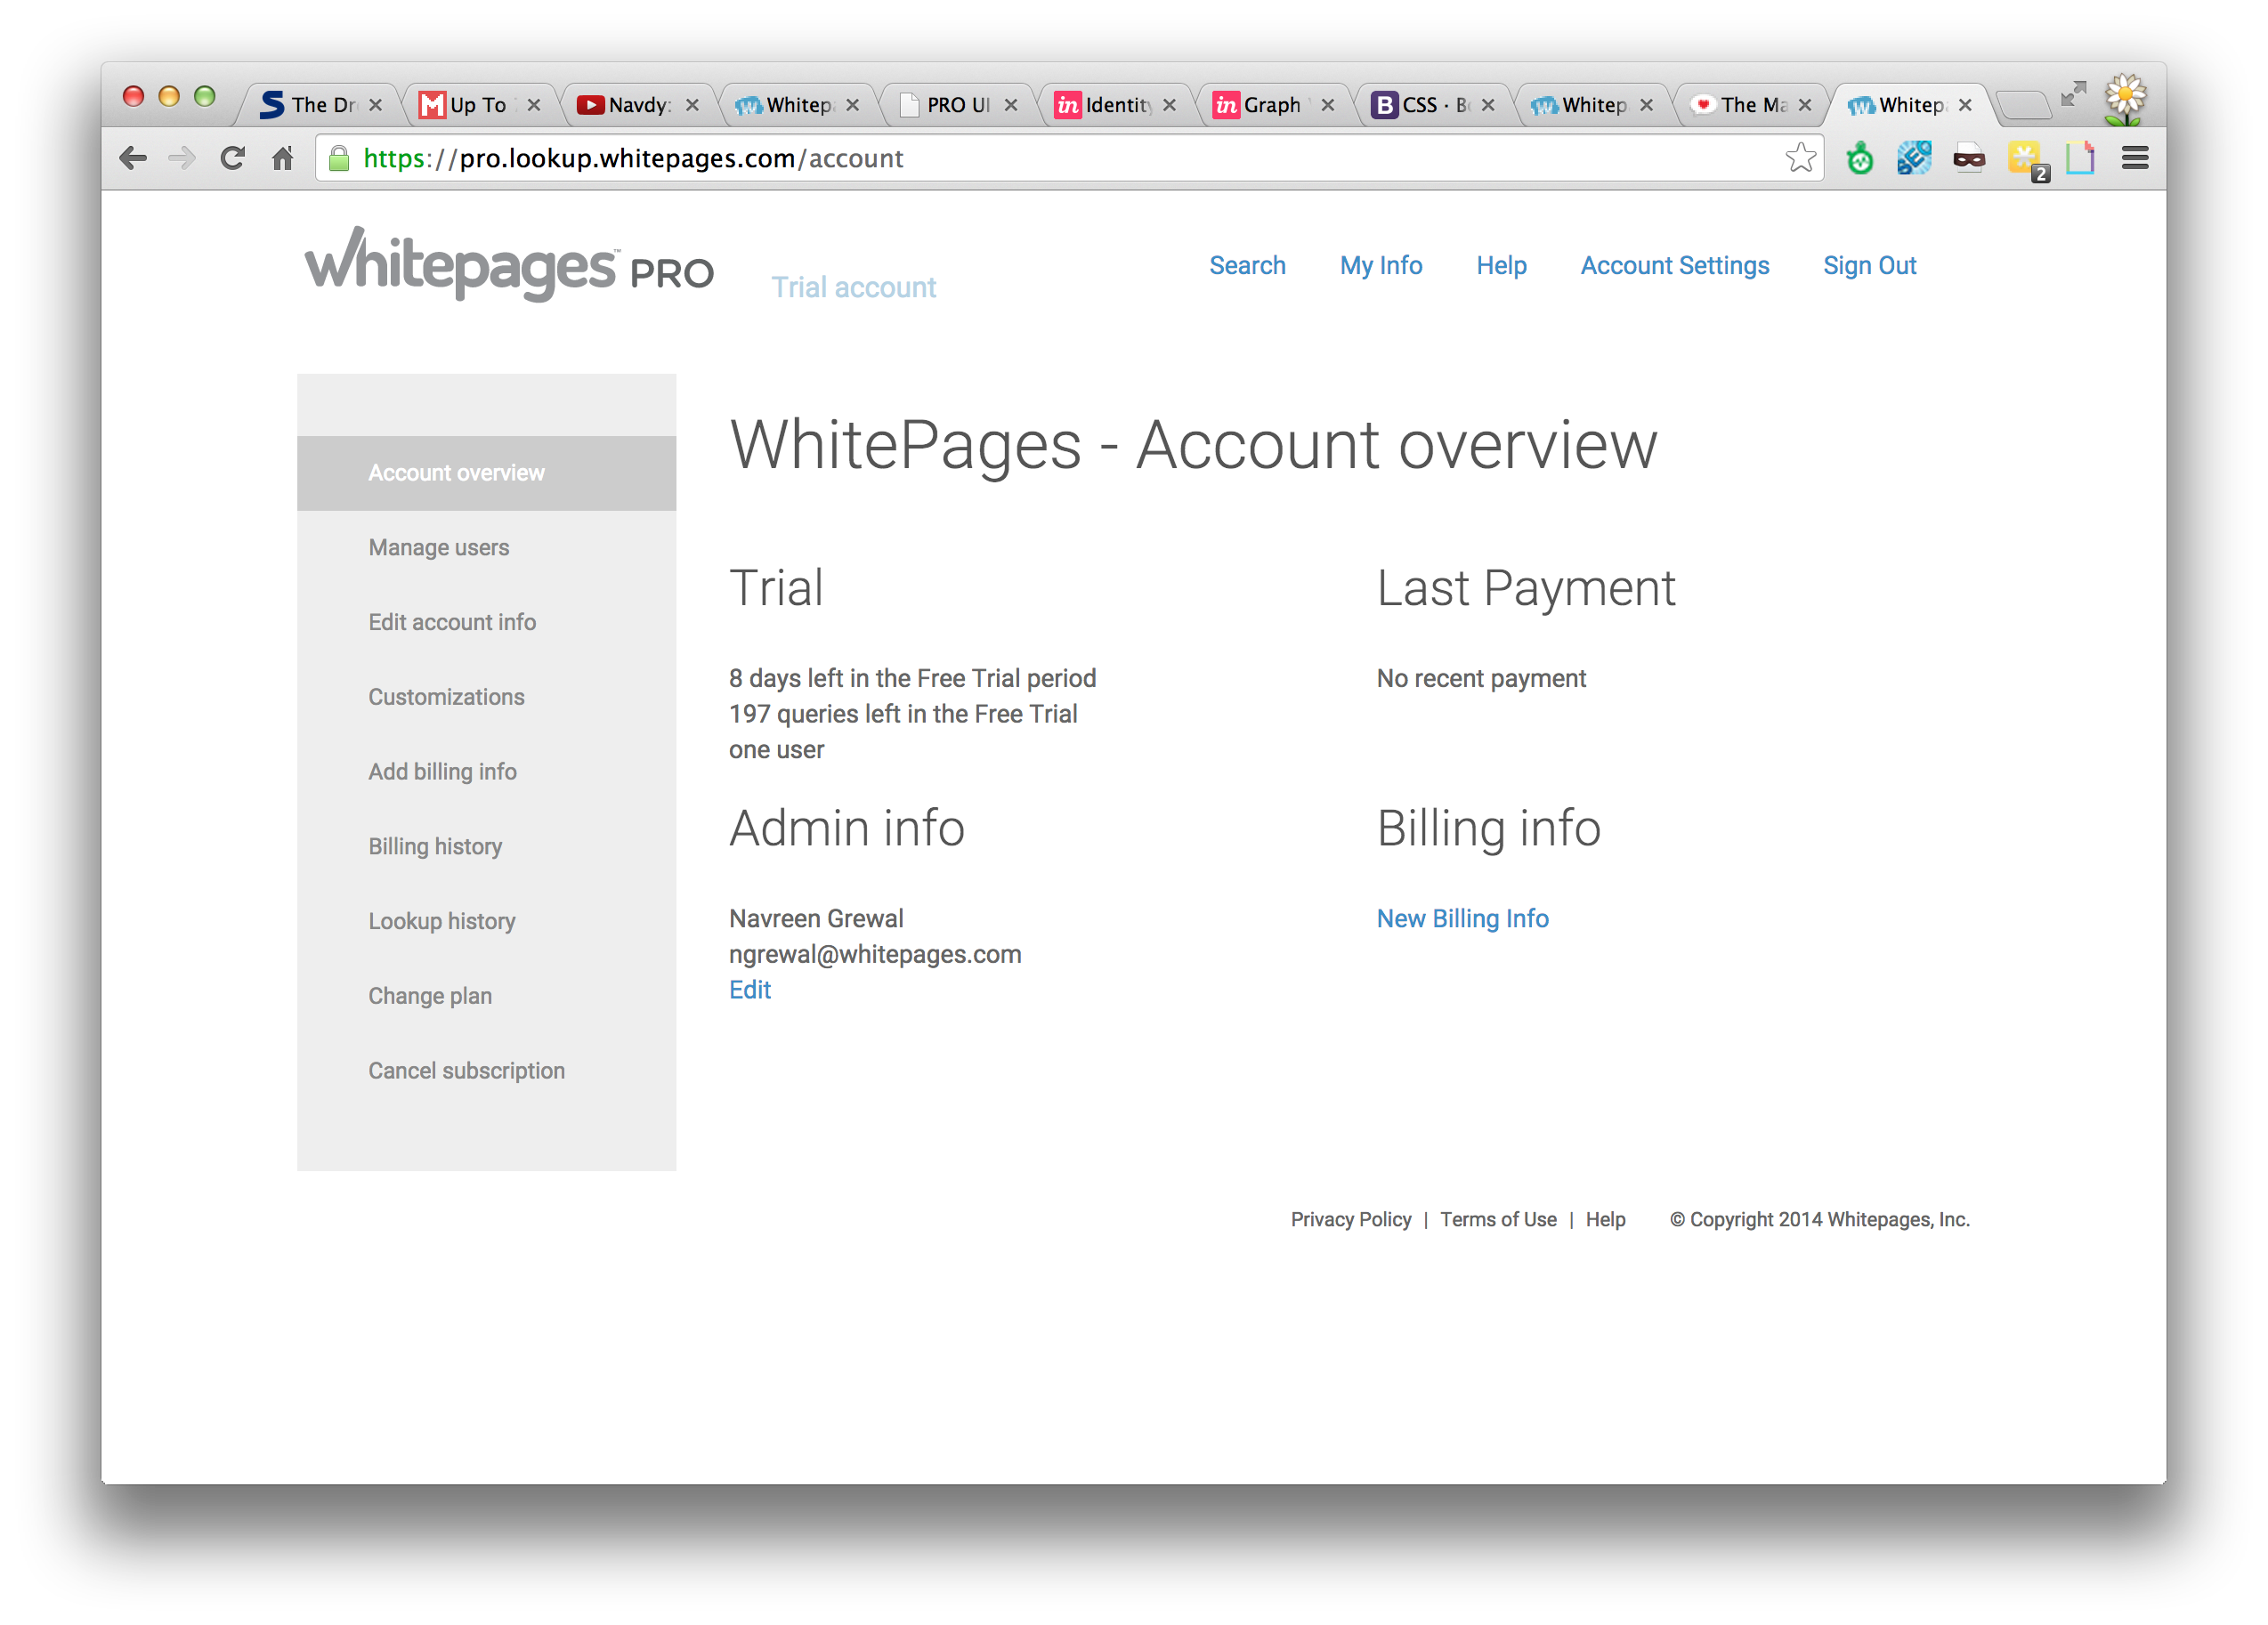 The Dr
Up To
Navdy:
Whitepa
PRO UI
Identity
Graph
CSS · Bo
Whitep
The Ma
Whitepa
https://pro.lookup.whitepages.com/account
2
whitepages™ PRO
Trial account
Search
My Info
Help
Account Settings
Sign Out
Account overview
Manage users
Edit account info
Customizations
Add billing info
Billing history
Lookup history
Change plan
Cancel subscription
WhitePages - Account overview
Trial
8 days left in the Free Trial period
197 queries left in the Free Trial
one user
Last Payment
No recent payment
Admin info
Navreen Grewal
ngrewal@whitepages.com
Edit
Billing info
New Billing Info
Privacy Policy | Terms of Use | Help © Copyright 2014 Whitepages, Inc.